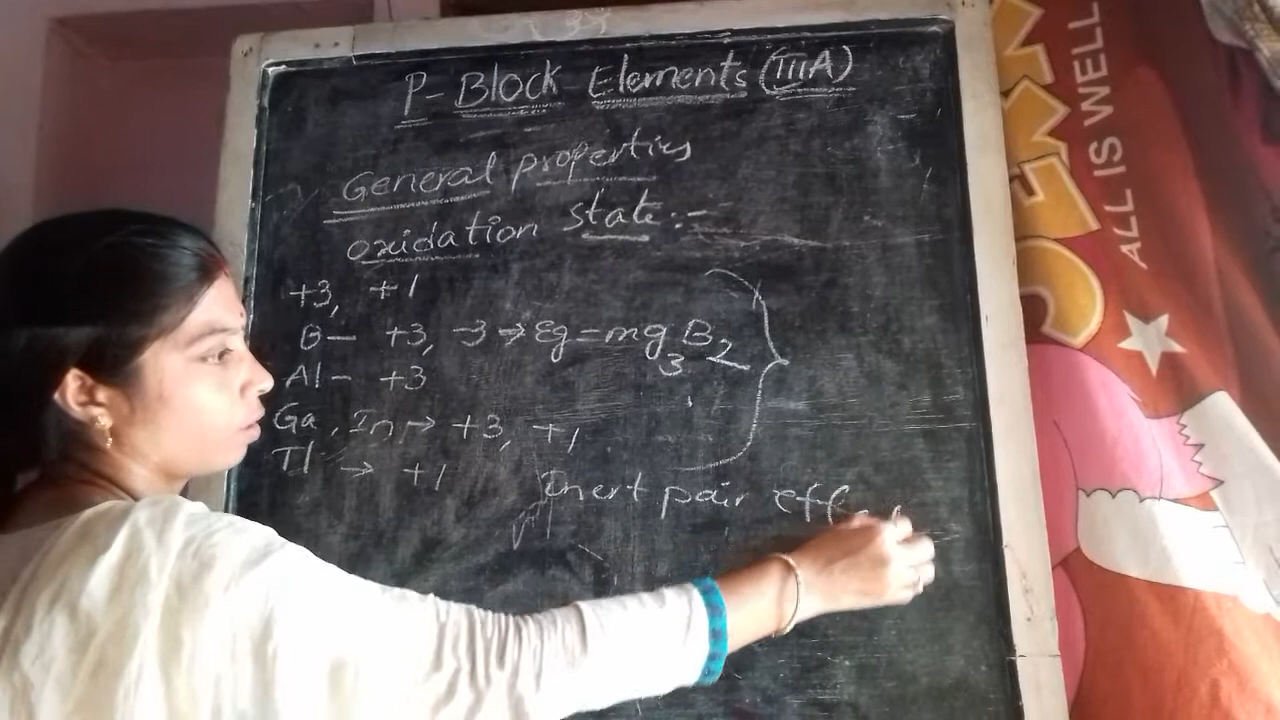 P-Block Elements (IIIA)
General properties
oxidation state:-
+3, +1
B- +3, -3 → Eg = mg3B2
Al- +3
Ga, In → +3, +1
Tl → +1
Inert pair eff
ALL IS WELL